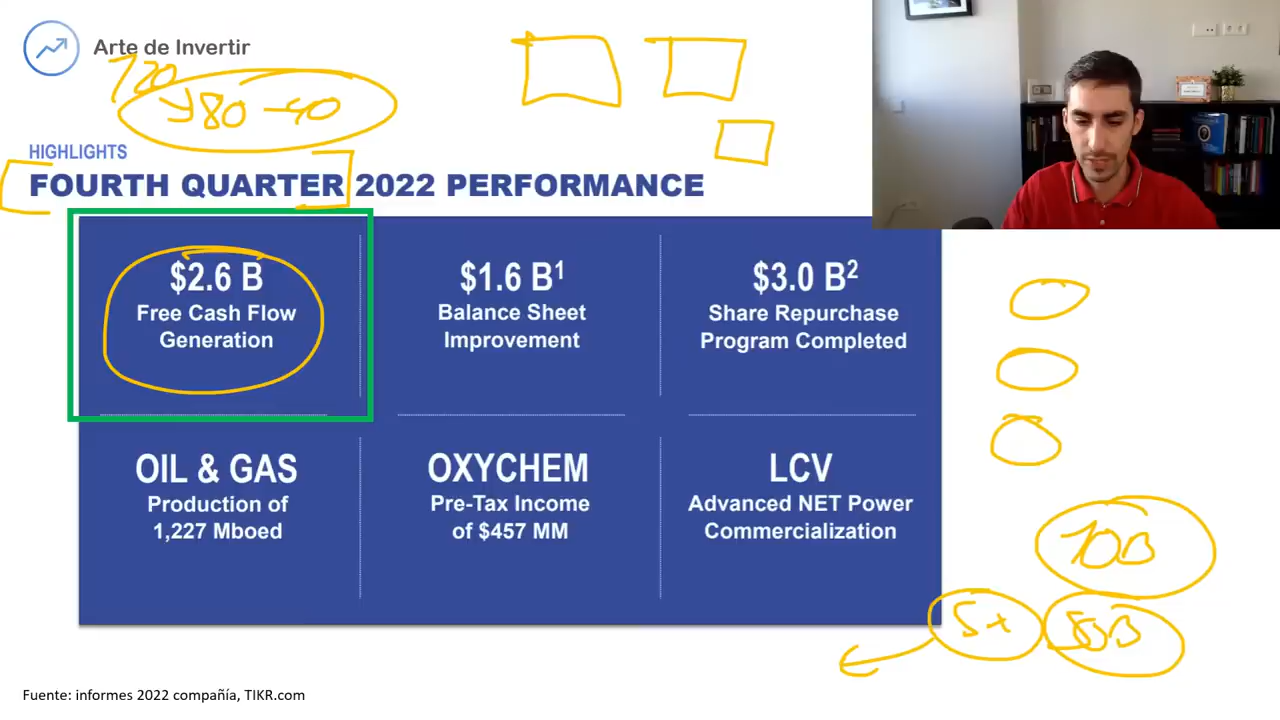 Arte de Invertir
HIGHLIGHTS
FOURTH QUARTER 2022 PERFORMANCE
$2.6 B
Free Cash Flow
Generation
$1.6 B1
Balance Sheet
Improvement
$3.0 B2
Share Repurchase
Program Completed
OIL & GAS
Production of
1,227 Mboed
OXYCHEM
Pre-Tax Income
of $457 MM
LCV
Advanced NET Power
Commercialization
10B
5x
Fuente: informes 2022 compañía, TIKR.com